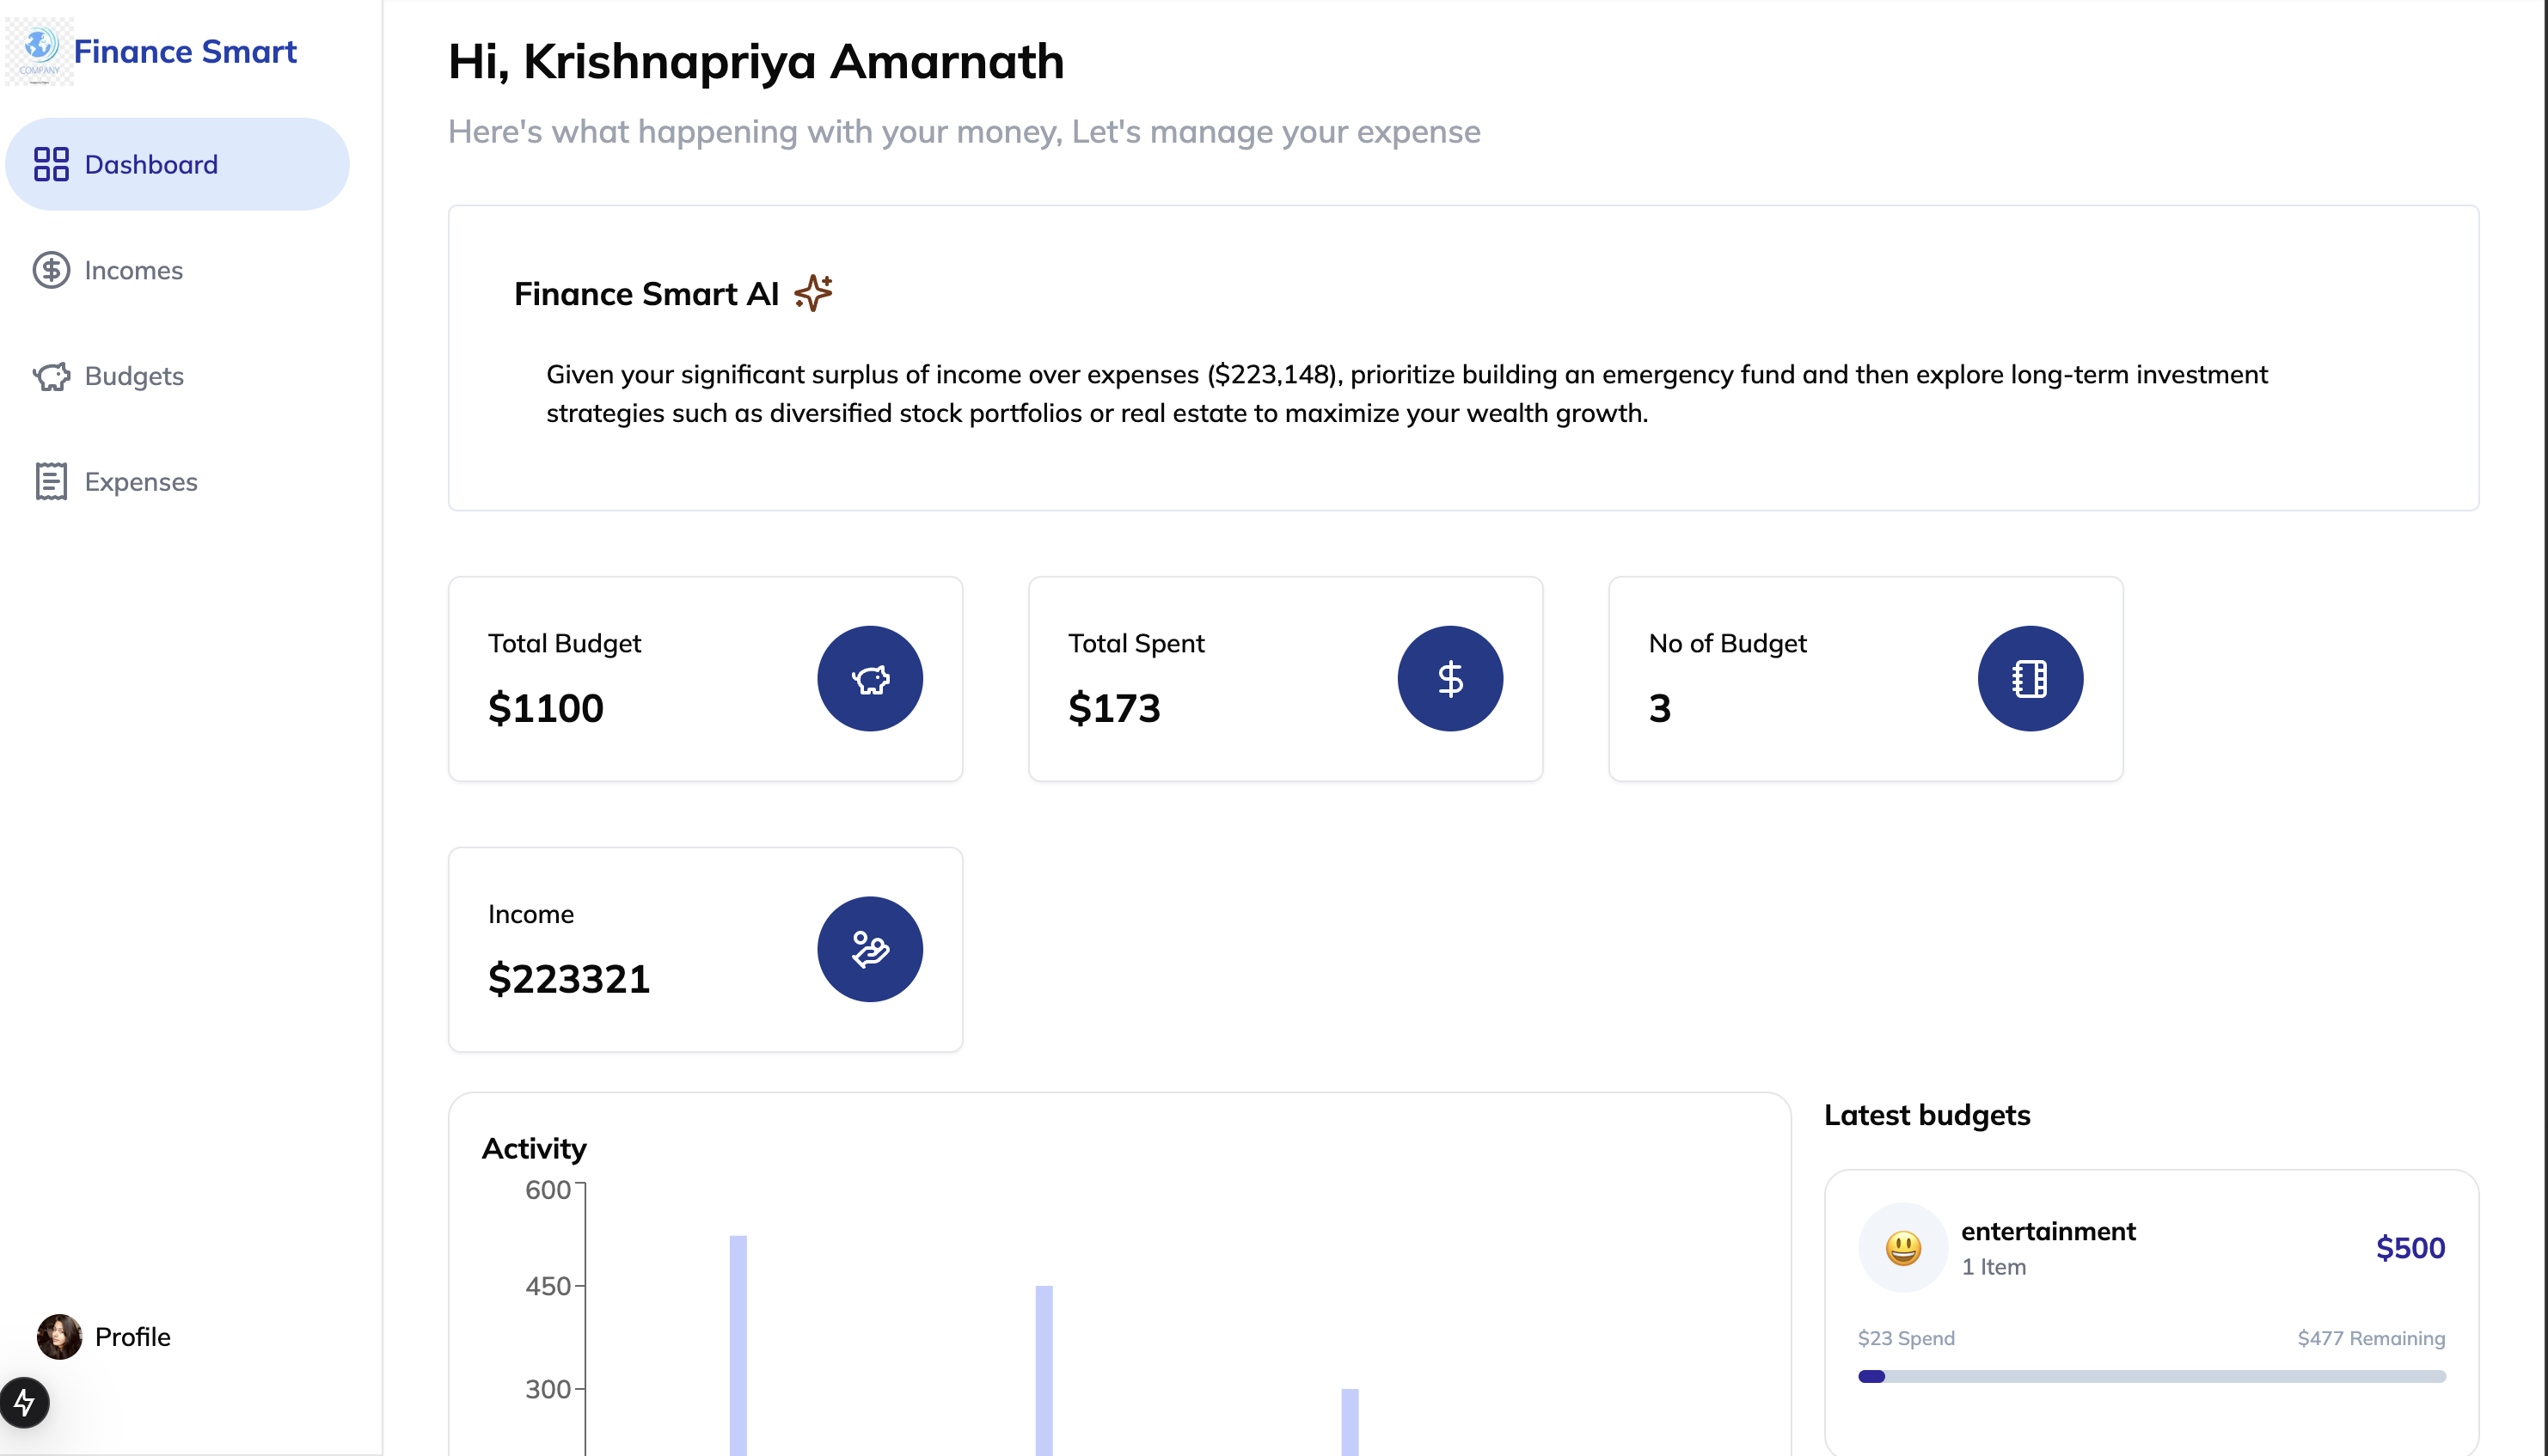 COMPANY
Finance Smart
Dashboard
Incomes
Budgets
Expenses
Profile
Hi, Krishnapriya Amarnath
Here's what happening with your money, Let's manage your expense
Finance Smart AI
Given your significant surplus of income over expenses ($223,148), prioritize building an emergency fund and then explore long-term investment
strategies such as diversified stock portfolios or real estate to maximize your wealth growth.
Total Budget
$1100
Total Spent
$173
No of Budget
3
Income
$223321
Activity
600
450
300
Latest budgets
entertainment
1 Item
$500
$23 Spend
$477 Remaining